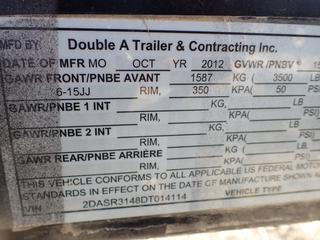 MFD BY: Double A Trailer & Contracting Inc.
DATE OF MFR MO OCT YR 2012 GVWR /PNBV
GAWR FRONT/PNBE AVANT 1587 KG ( 3500 LB
6-15JJ RIM, 350 KPA( 50 PSI
GAWR/PNBE 1 INT KG ( LB
RIM, KPA( PSI
GAWR/PNBE 2 INT KG ( LB
RIM, KPA( PSI
GAWR REAR/PNBE ARRIÈRE KG ( LB
RIM, KPA(
THIS VEHICLE CONFORMS TO ALL APPLICABLE US FEDERAL MOTOR
STANDARDS IN EFFECT ON THE DATE OF MANUFACTURE SHOWN
VIN 2DASR3148DT014114 VEHICLE TYPE